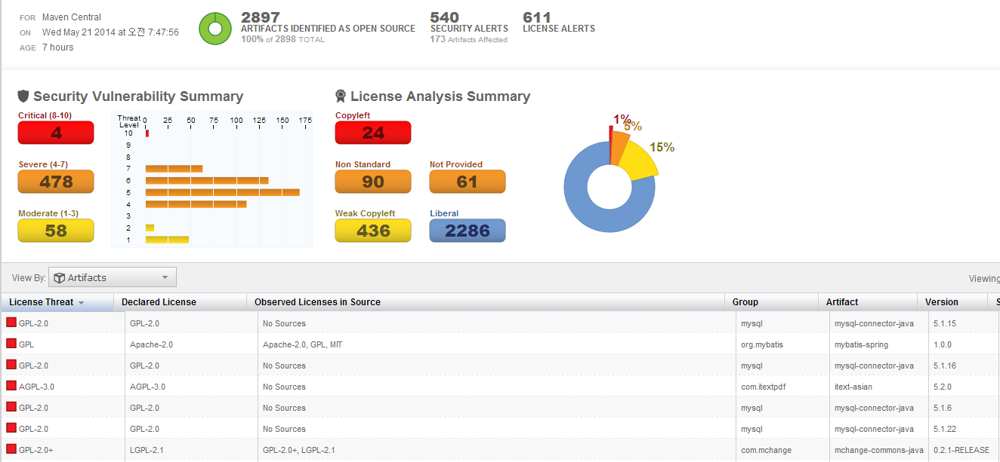 FOR Maven Central
ON Wed May 21 2014 at 오전 7:47:56
AGE 7 hours
2897
ARTIFACTS IDENTIFIED AS OPEN SOURCE
100% of 2898 TOTAL
540
SECURITY ALERTS
173 Artifacts Affected
611
LICENSE ALERTS
Security Vulnerability Summary
Critical (8-10)
4
Severe (4-7)
478
Moderate (1-3)
58
Threat Level 0 25 50 75 100 125 150 175
10
9
8
7
6
5
4
3
2
1
License Analysis Summary
Copyleft
24
Non Standard Not Provided
90 61
Weak Copyleft Liberal
436 2286
1%
5%
15%
View By: Artifacts Viewing
License Threat Declared License Observed Licenses in Source Group Artifact Version S
GPL-2.0 GPL-2.0 No Sources mysql mysql-connector-java 5.1.15
GPL Apache-2.0 Apache-2.0, GPL, MIT org.mybatis mybatis-spring 1.0.0
GPL-2.0 GPL-2.0 No Sources mysql mysql-connector-java 5.1.16
AGPL-3.0 AGPL-3.0 No Sources com.itextpdf itext-asian 5.2.0
GPL-2.0 GPL-2.0 No Sources mysql mysql-connector-java 5.1.6
GPL-2.0 GPL-2.0 No Sources mysql mysql-connector-java 5.1.22
GPL-2.0+ LGPL-2.1 GPL-2.0+, LGPL-2.1 com.mchange mchange-commons-java 0.2.1-RELEASE